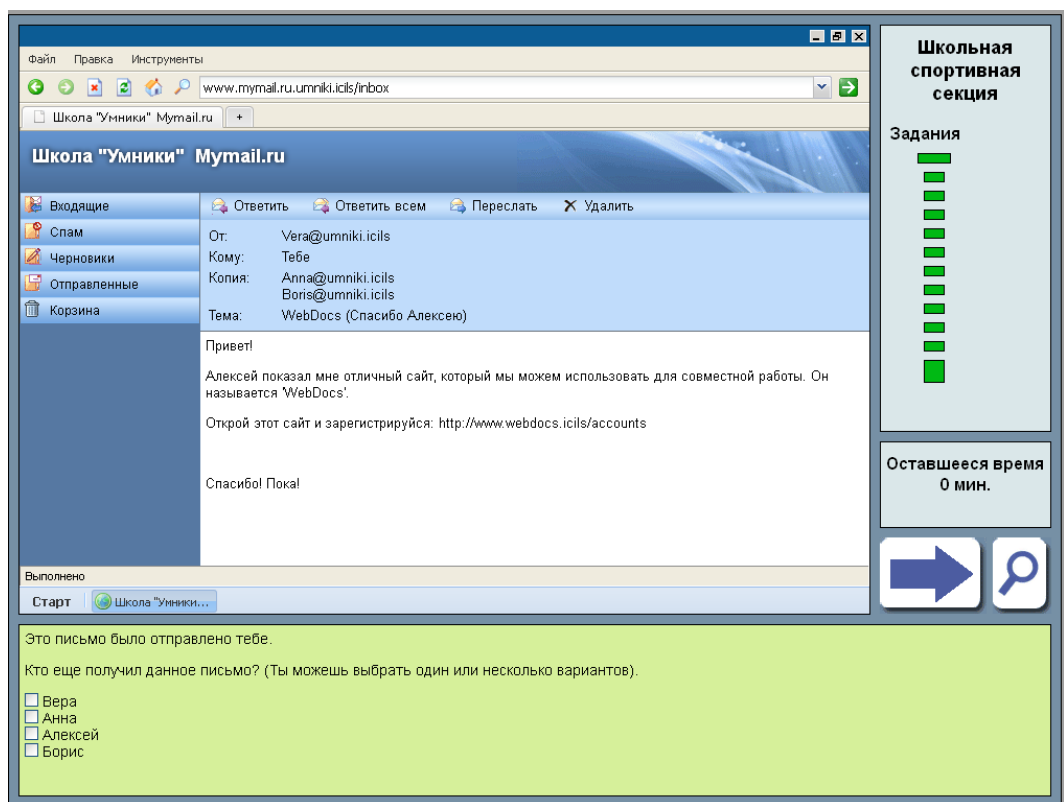 Файл Правка Инструменты
www.mymail.ru.umniki.icils/inbox
Школа "Умники" Mymail.ru +
Школа "Умники" Mymail.ru
Входящие
Спам
Черновики
Отправленные
Корзина
Ответить Ответить всем Переслать Удалить
От: Vera@umniki.icils
Кому: Тебе
Копия: Anna@umniki.icils
Boris@umniki.icils
Тема: WebDocs (Спасибо Алексею)
Привет!
Алексей показал мне отличный сайт, который мы можем использовать для совместной работы. Он
называется 'WebDocs'.
Открой этот сайт и зарегистрируйся: http://www.webdocs.icils/accounts
Спасибо! Пока!
Выполнено
Старт Школа "Умники...
Школьная
спортивная
секция
Задания
Оставшееся время
0 мин.
Это письмо было отправлено тебе.
Кто еще получил данное письмо? (Ты можешь выбрать один или несколько вариантов).
Вера
Анна
Алексей
Борис